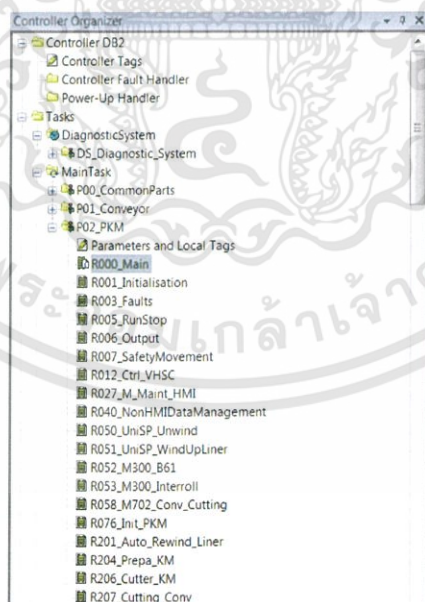 Controller Organizer
Controller DB2
Controller Tags
Controller Fault Handler
Power-Up Handler
Tasks
DiagnosticSystem
DS_Diagnostic_System
MainTask
P00_CommonParts
P01_Conveyor
P02_PKM
Parameters and Local Tags
R000_Main
R001_Initialisation
R003_Faults
R005_RunStop
R006_Output
R007_SafetyMovement
R012_Ctrl_VHSC
R027_M_Maint_HMI
R040_NonHMIDataManagement
R050_UniSP_Unwind
R051_UniSP_WindUpLiner
R052_M300_B61
R053_M300_Interroll
R058_M702_Conv_Cutting
R076_Init_PKM
R201_Auto_Rewind_Liner
R204_Prepa_KM
R206_Cutter_KM
R207_Cutting_Conv